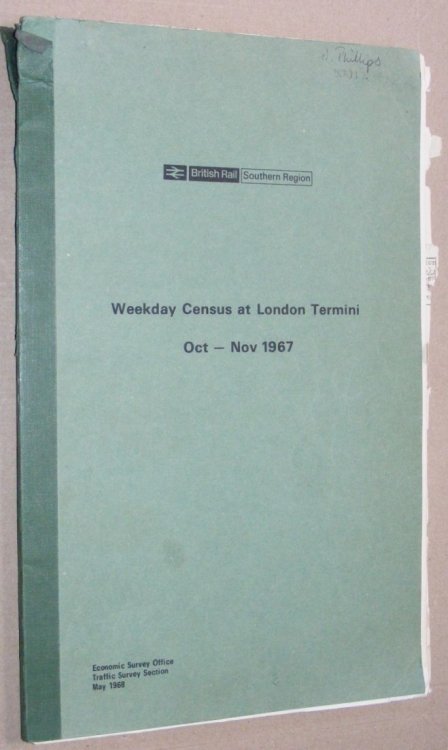 Phillips
British Rail Southern Region
Weekday Census at London Termini
Oct — Nov 1967
Economic Survey Office
Traffic Survey Section
May 1968